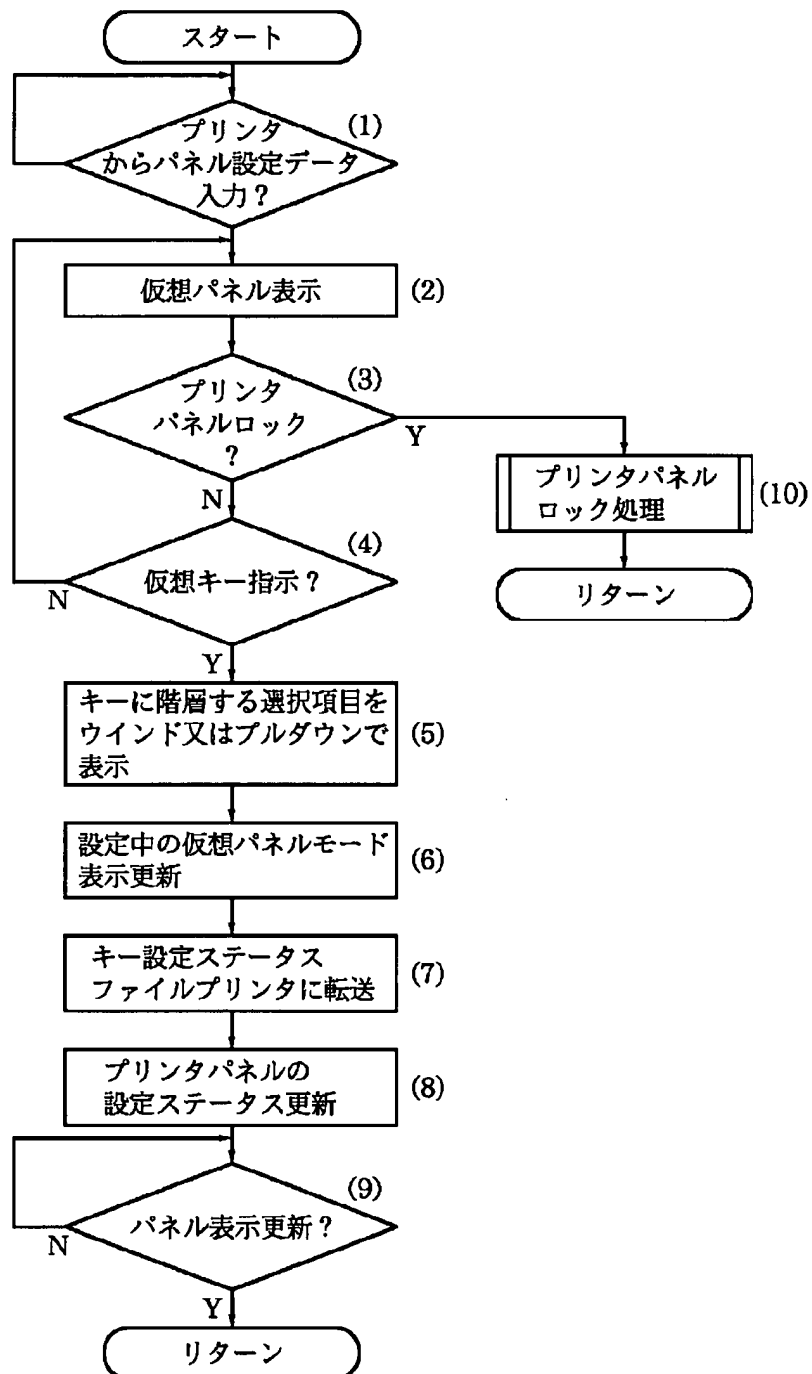 スタート
(1)
プリンタ
からパネル設定データ
入力？
仮想パネル表示
(2)
(3)
プリンタ
パネルロック
？
Y
N
プリンタパネル
ロック処理
(10)
リターン
(4)
仮想キー指示？
N
Y
キーに階層する選択項目を
ウインド又はプルダウンで
表示
(5)
設定中の仮想パネルモード
表示更新
(6)
キー設定ステータス
ファイルプリンタに転送
(7)
プリンタパネルの
設定ステータス更新
(8)
(9)
パネル表示更新？
N
Y
リターン